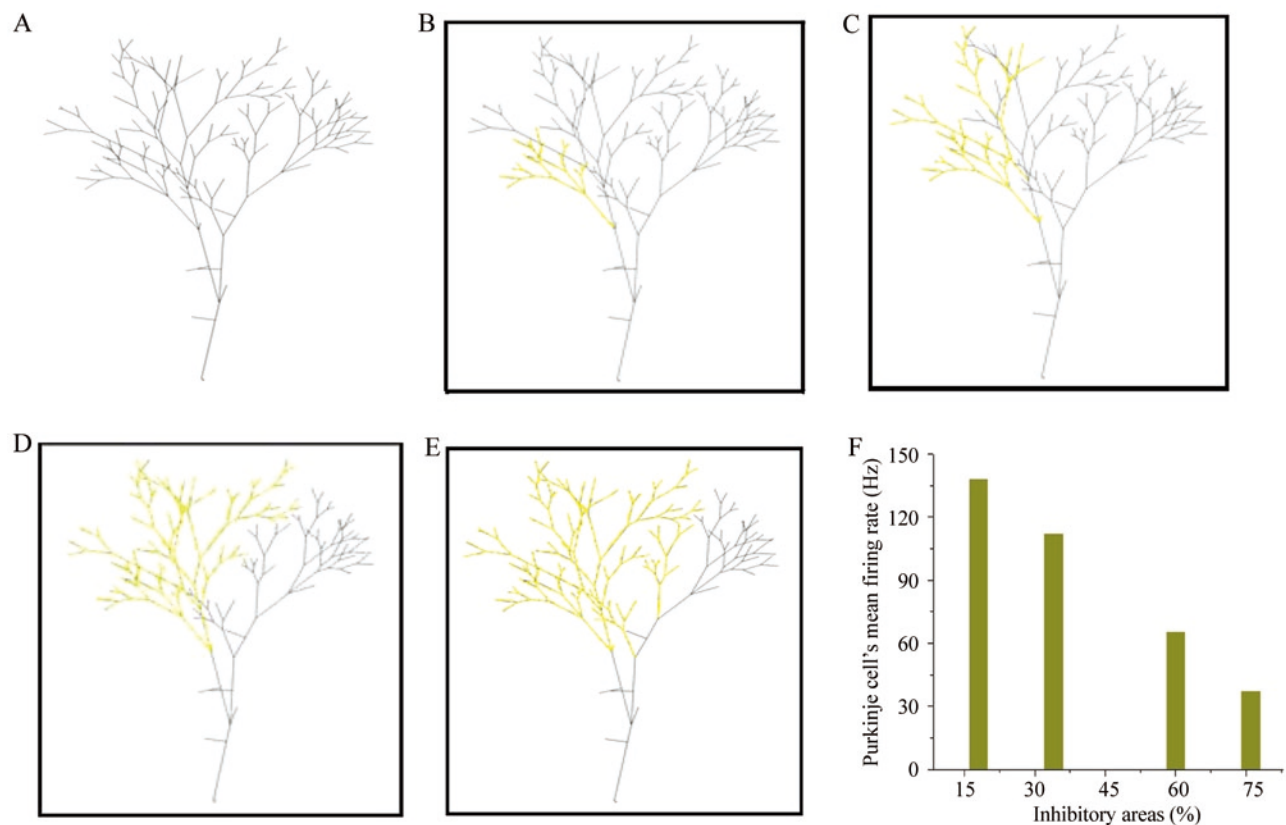 A
B
C
D
E
F
Purkinje cell's mean firing rate (Hz)
150
120
90
60
30
0
15 30 45 60 75
Inhibitory areas (%)